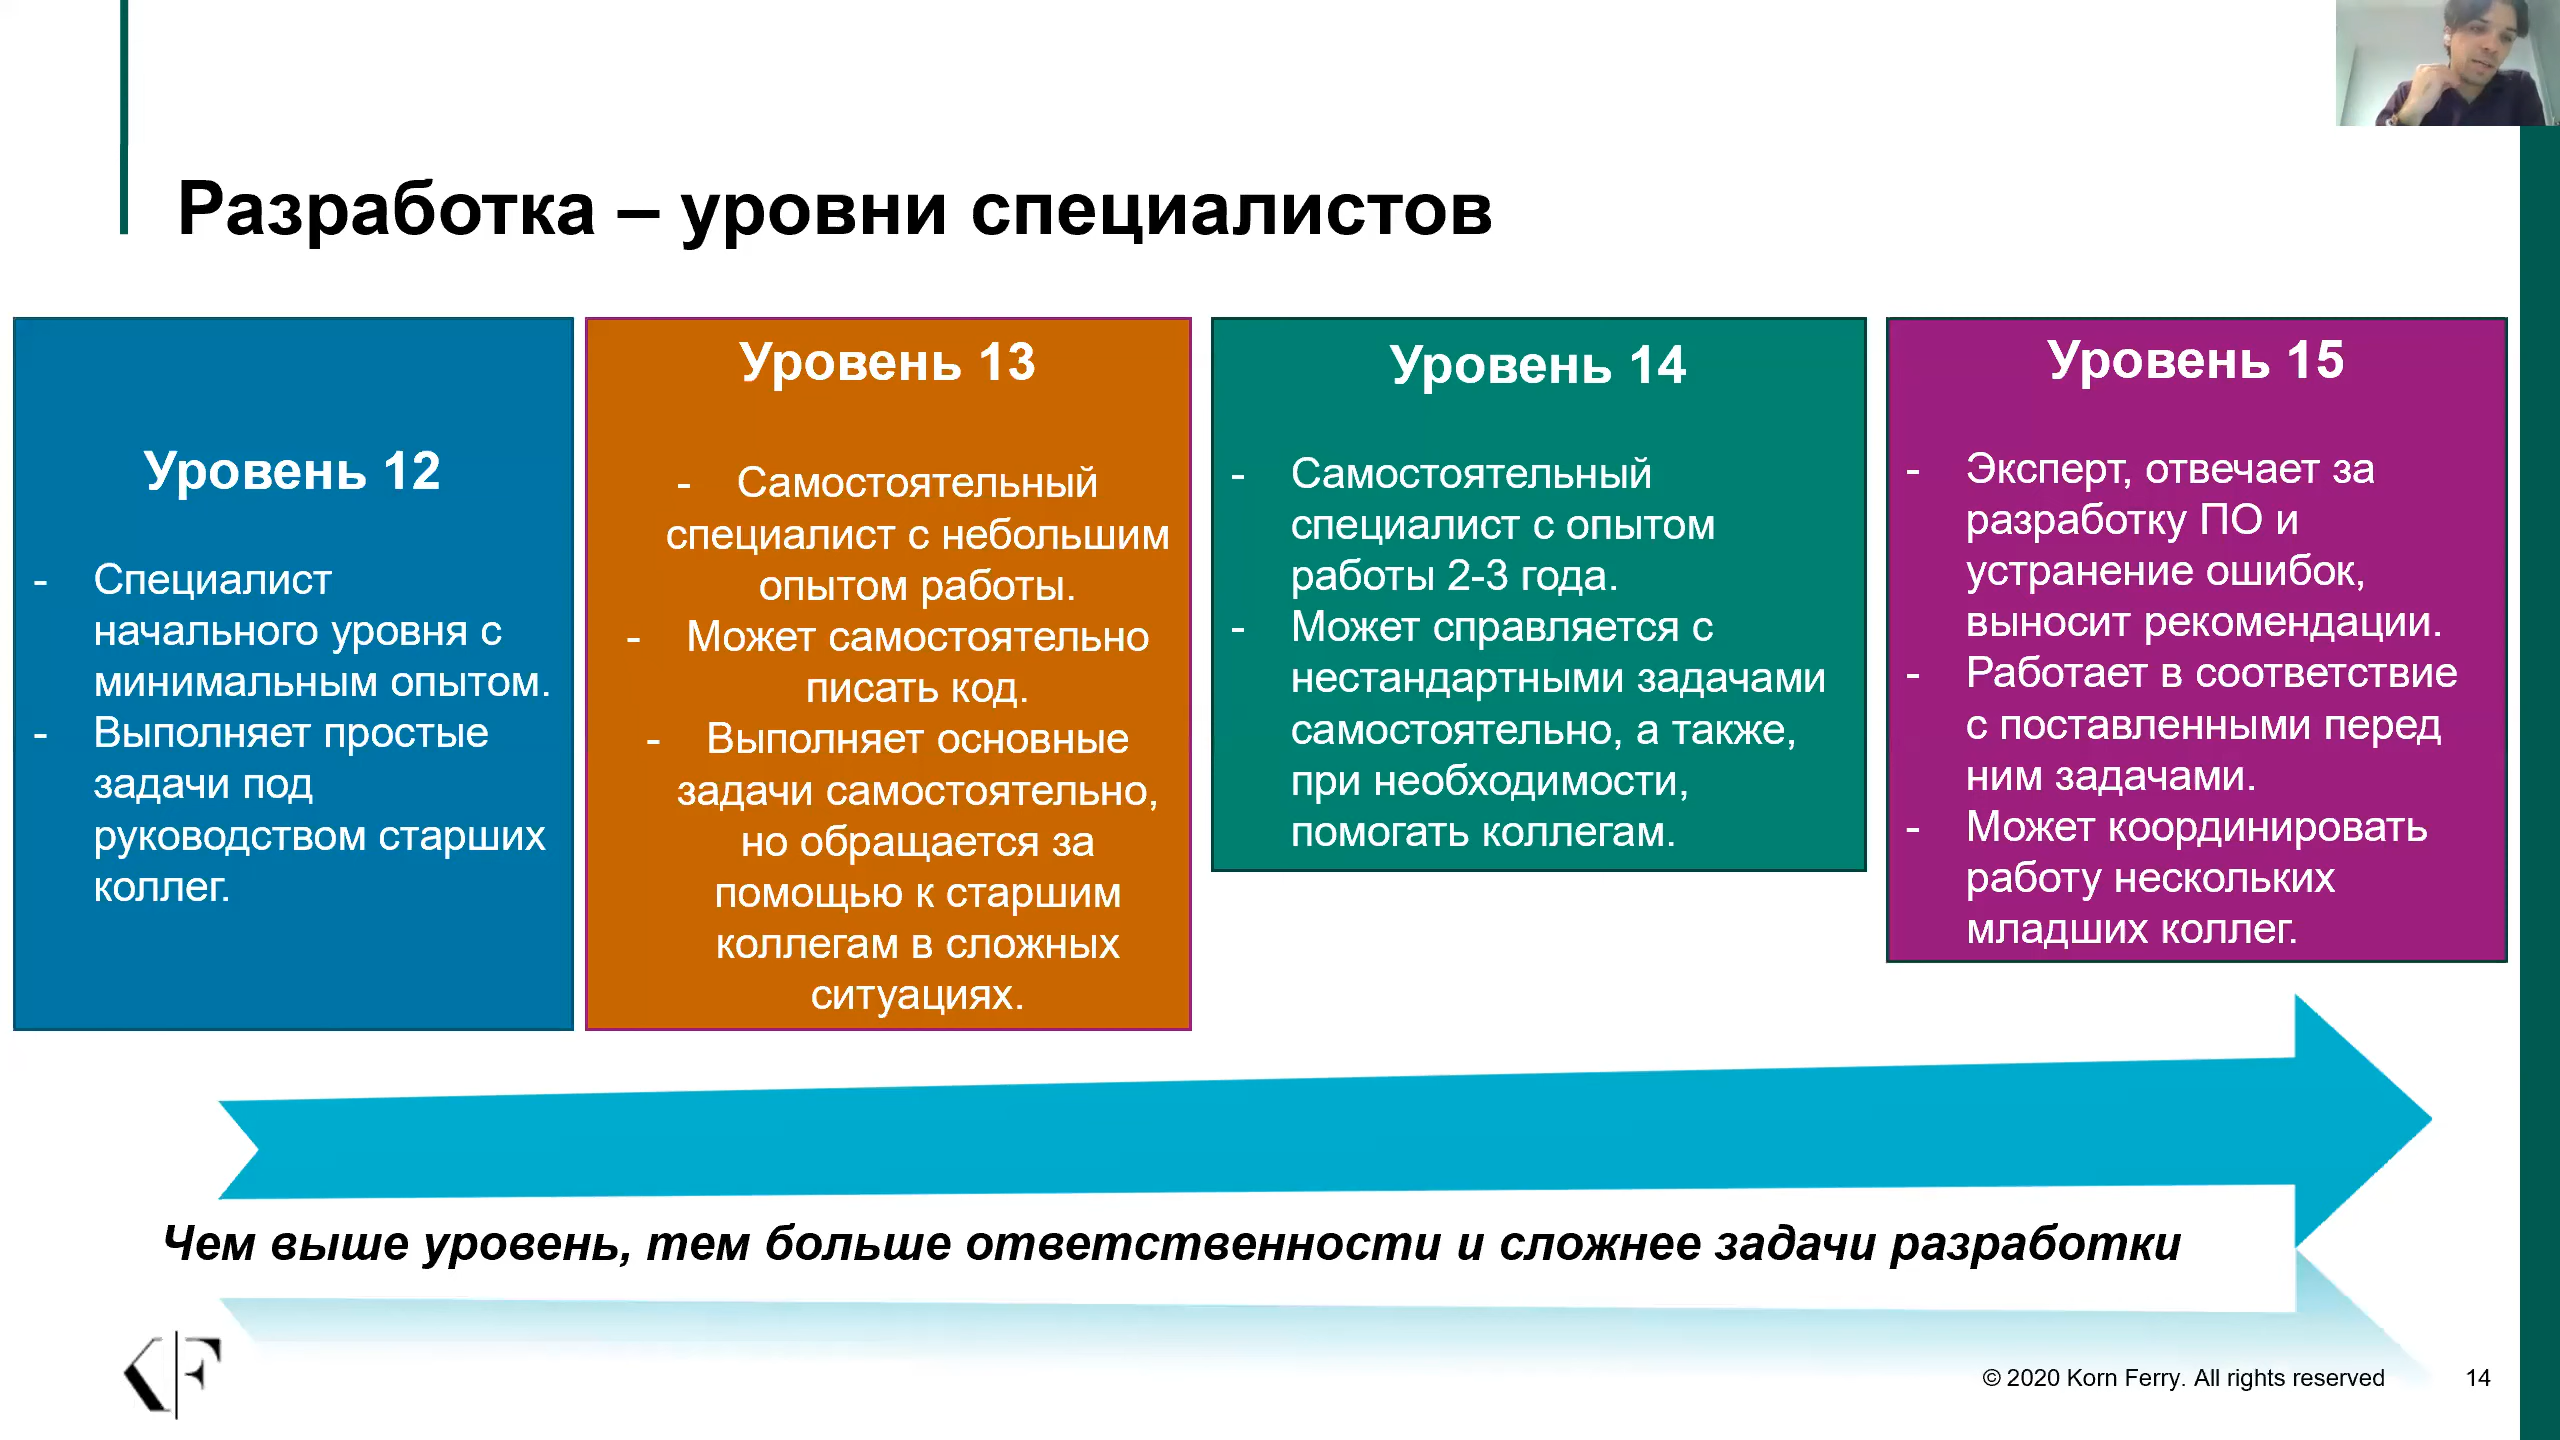 Разработка – уровни специалистов
Уровень 12
- Специалист
начального уровня с
минимальным опытом.
- Выполняет простые
задачи под
руководством старших
коллег.
Уровень 13
- Самостоятельный
специалист с небольшим
опытом работы.
- Может самостоятельно
писать код.
- Выполняет основные
задачи самостоятельно,
но обращается за
помощью к старшим
коллегам в сложных
ситуациях.
Уровень 14
- Самостоятельный
специалист с опытом
работы 2-3 года.
- Может справляется с
нестандартными задачами
самостоятельно, а также,
при необходимости,
помогать коллегам.
Уровень 15
- Эксперт, отвечает за
разработку ПО и
устранение ошибок,
выносит рекомендации.
- Работает в соответствие
с поставленными перед
ним задачами.
- Может координировать
работу нескольких
младших коллег.
Чем выше уровень, тем больше ответственности и сложнее задачи разработки
KF
© 2020 Korn Ferry. All rights reserved 14